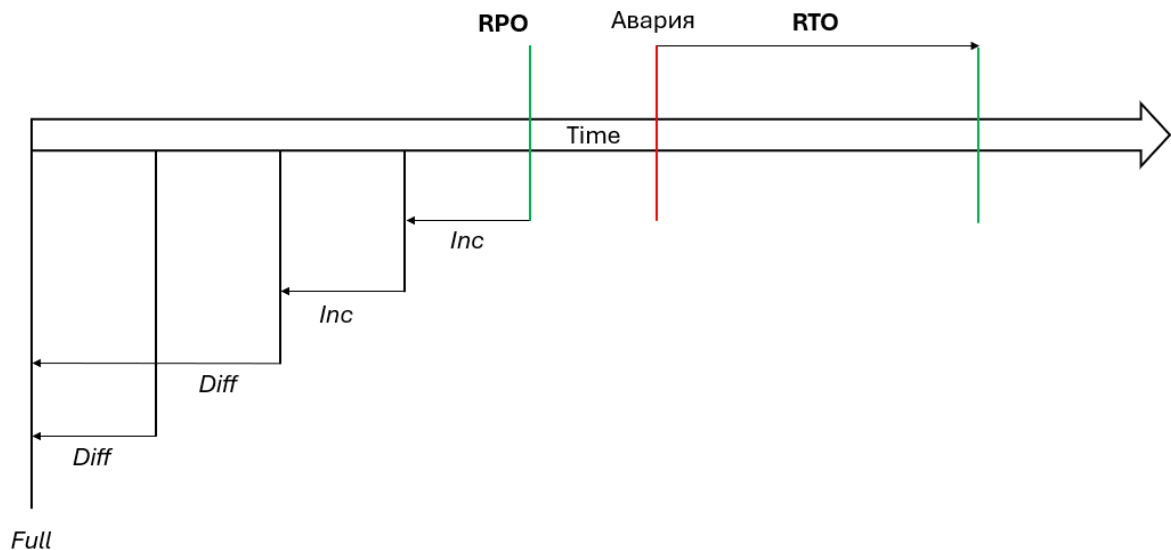 RPO
Авария
RTO
Time
Inc
Inc
Diff
Diff
Full